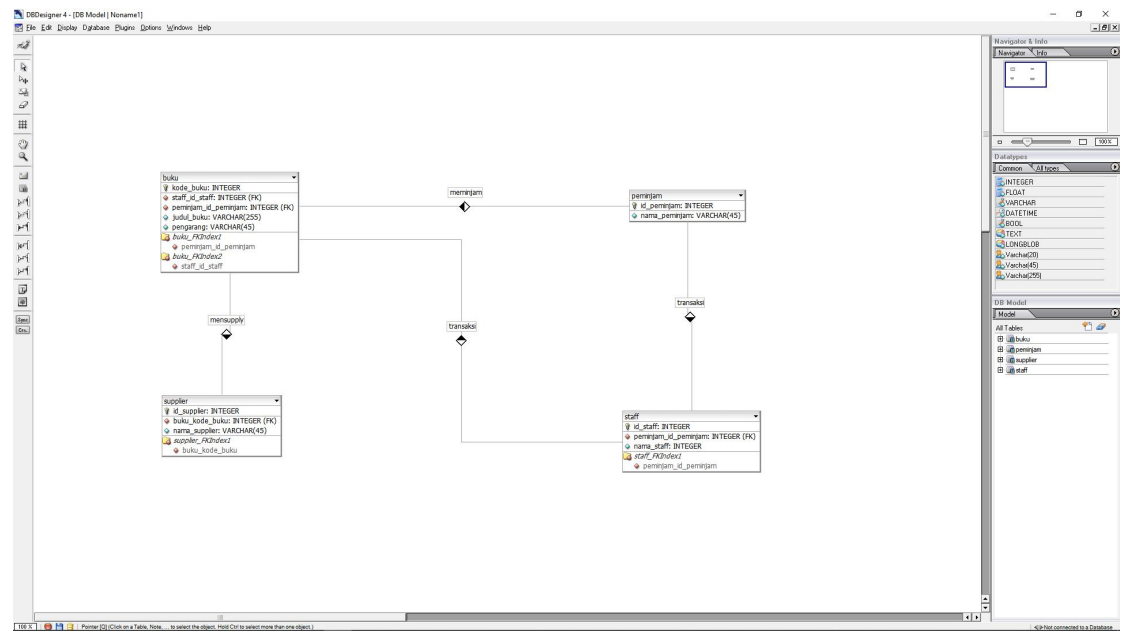 DBDesigner 4 - [DB Model | Noname1]
File Edit Display Database Plugins Options Windows Help
buku
kode_buku: INTEGER
staff_id_staff: INTEGER (FK)
peminjam_id_peminjam: INTEGER (FK)
judul_buku: VARCHAR(255)
pengarang: VARCHAR(45)
buku_FKIndex1
peminjam_id_peminjam
buku_FKIndex2
staff_id_staff
meminjam
peminjam
id_peminjam: INTEGER
nama_peminjam: VARCHAR(45)
mensupply
transaksi
transaksi
supplier
id_supplier: INTEGER
buku_kode_buku: INTEGER (FK)
nama_supplier: VARCHAR(45)
supplier_FKIndex1
buku_kode_buku
staff
id_staff: INTEGER
peminjam_id_peminjam: INTEGER (FK)
nama_staff: INTEGER
staff_FKIndex1
peminjam_id_peminjam
Navigator & Info
Navigator Info
100%
Datatypes
Common All types
INTEGER
FLOAT
VARCHAR
DATETIME
BOOL
TEXT
LONGBLOB
Varchar(20)
Varchar(45)
Varchar(255)
DB Model
Model
All Tables
buku
peminjam
supplier
staff
Sync
100 % Pointer [Q] (Click on a Table, Note, ... to select the object. Hold Ctrl to select more than one object.)
Not connected to a Database